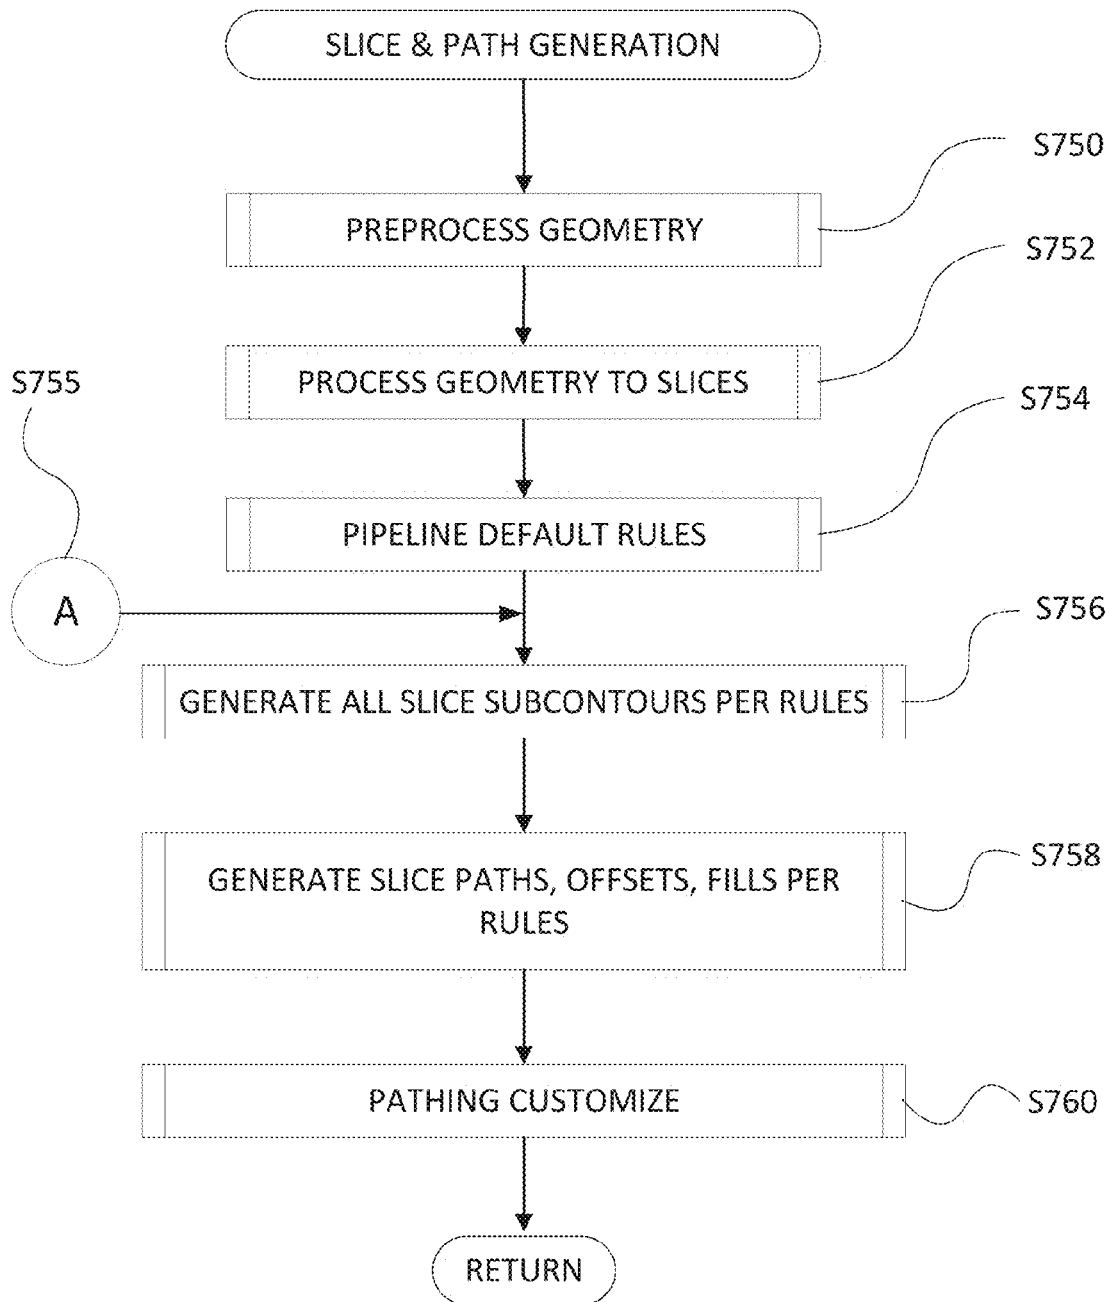 SLICE & PATH GENERATION
S750
PREPROCESS GEOMETRY
S752
PROCESS GEOMETRY TO SLICES
S755
S754
PIPELINE DEFAULT RULES
A
S756
GENERATE ALL SLICE SUBCONTOURS PER RULES
S758
GENERATE SLICE PATHS, OFFSETS, FILLS PER
RULES
PATHING CUSTOMIZE
S760
RETURN